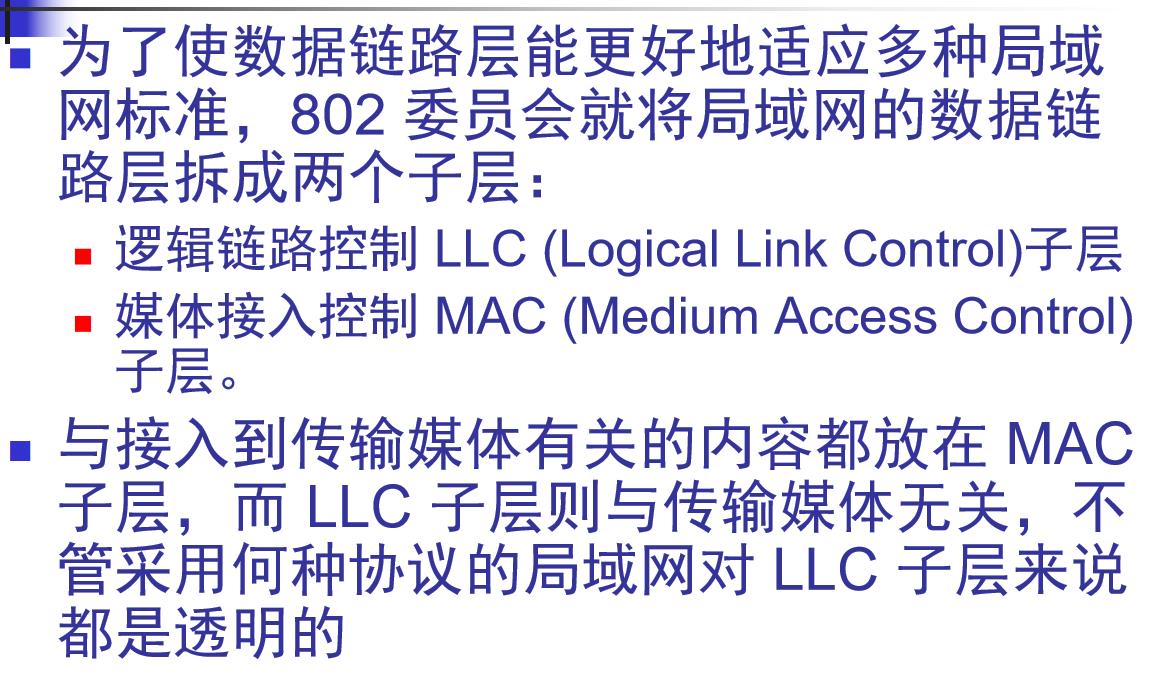 为了使数据链路层能更好地适应多种局域
网标准，802 委员会就将局域网的数据链
路层拆成两个子层：
逻辑链路控制 LLC (Logical Link Control)子层
媒体接入控制 MAC (Medium Access Control)
子层。
与接入到传输媒体有关的内容都放在 MAC
子层，而 LLC 子层则与传输媒体无关，不
管采用何种协议的局域网对 LLC 子层来说
都是透明的